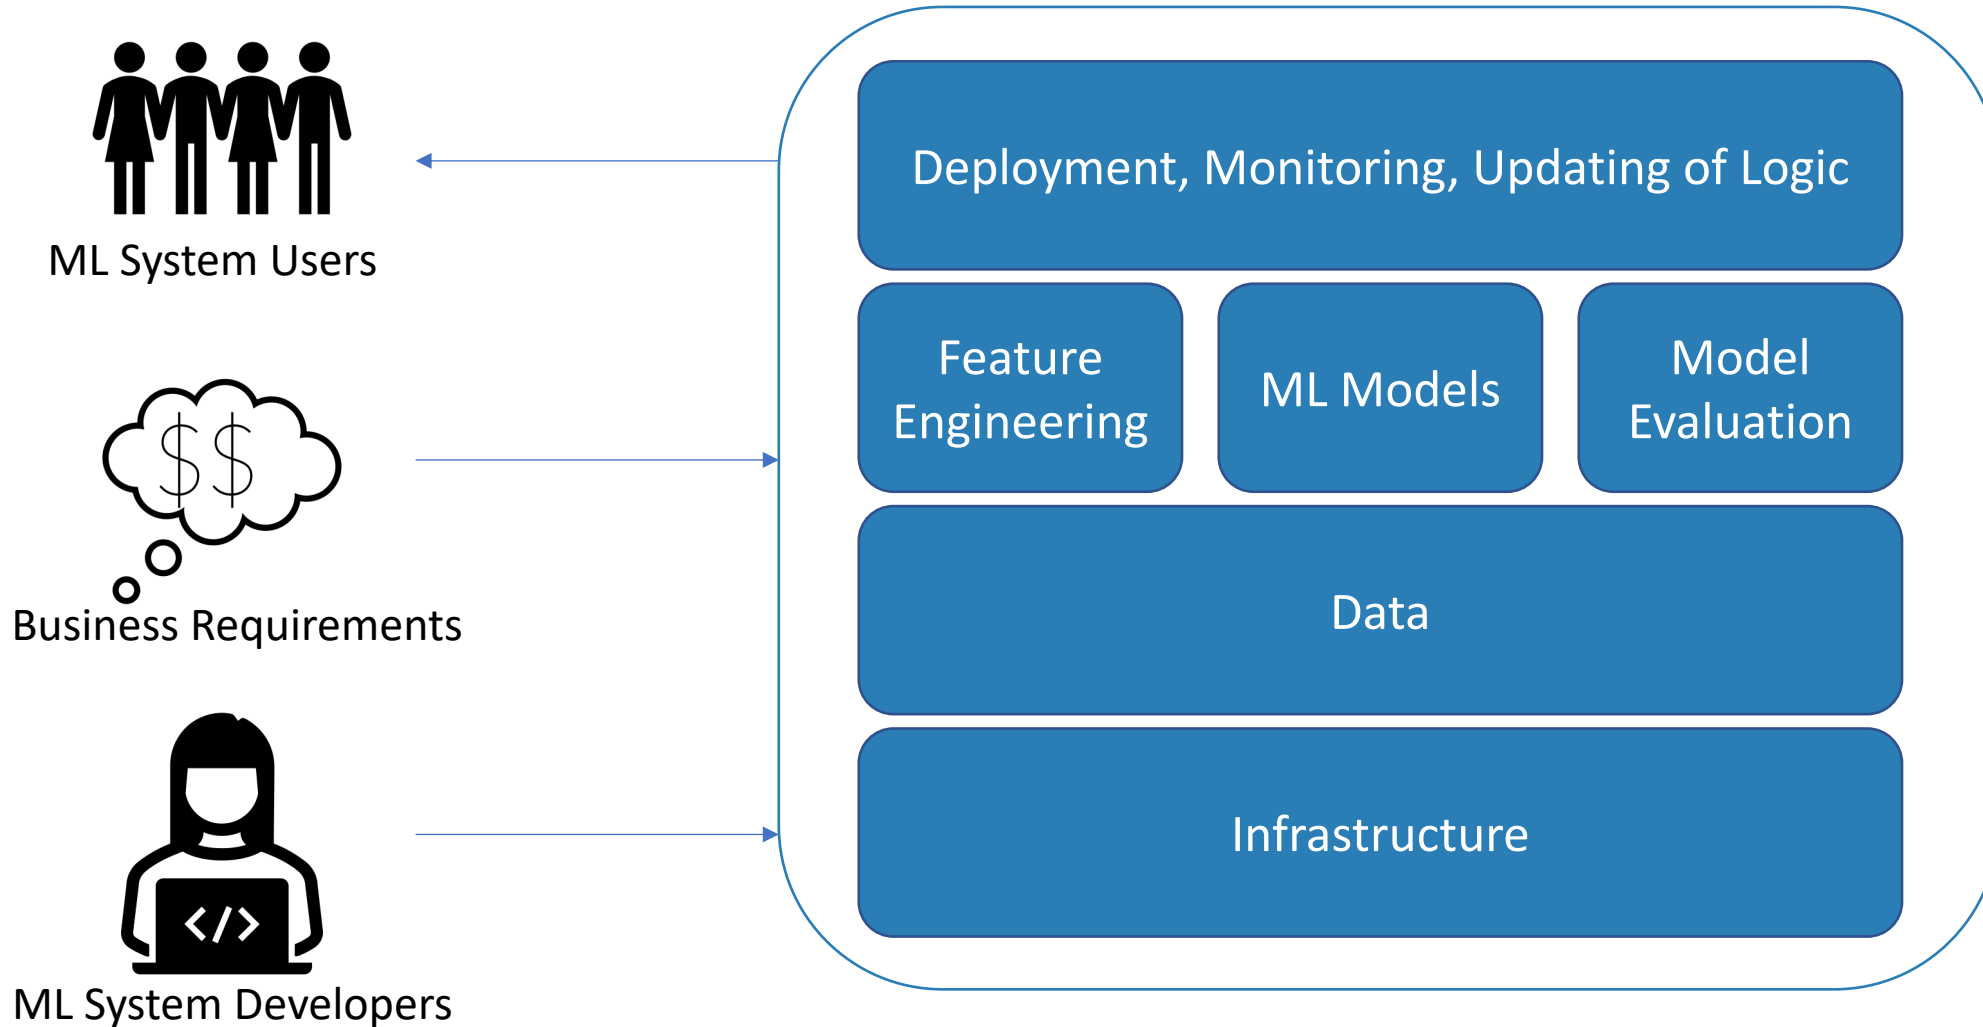 ML System Users
$$
Business Requirements
</>
ML System Developers
Deployment, Monitoring, Updating of Logic
Feature
Engineering
ML Models
Model
Evaluation
Data
Infrastructure